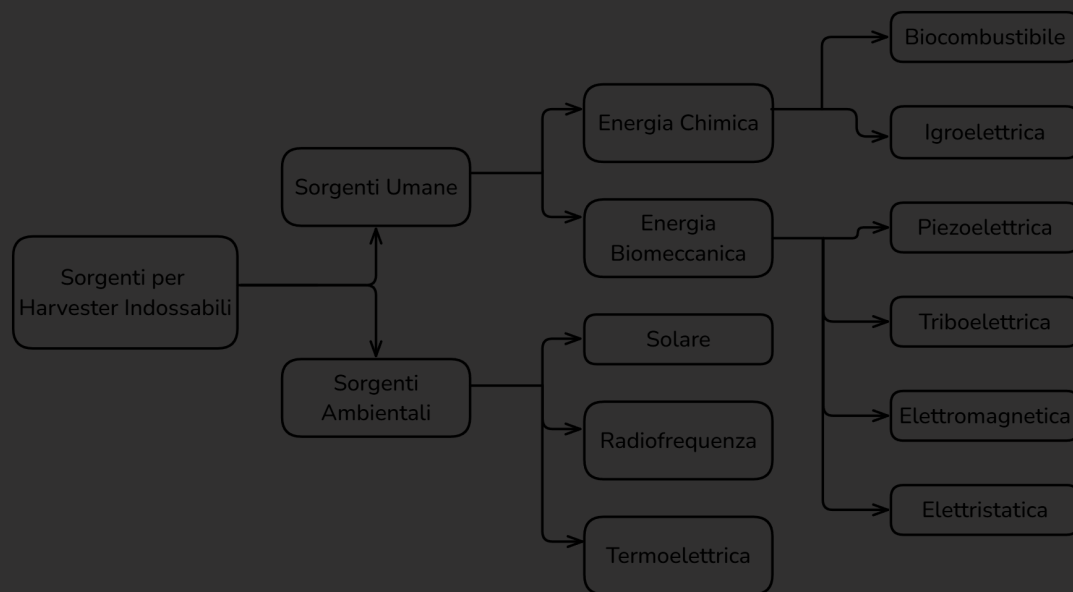 Sorgenti per
Harvester Indossabili
Sorgenti Umane
Sorgenti
Ambientali
Energia Chimica
Energia
Biomeccanica
Solare
Radiofrequenza
Termoelettrica
Biocombustibile
Igroelettrica
Piezoelettrica
Triboelettrica
Elettromagnetica
Elettristatica